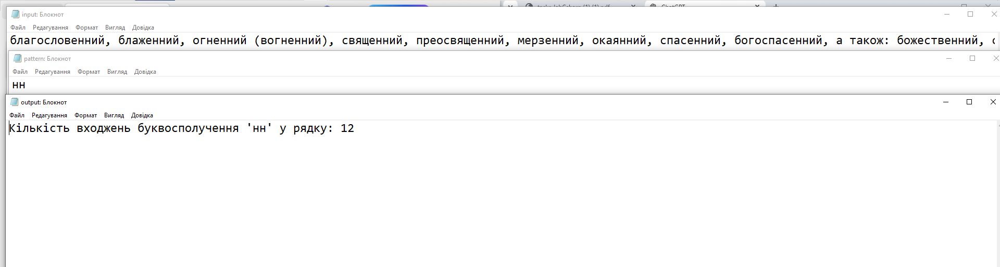 input: Блокнот
Файл Редагування Формат Вигляд Довідка
благословенний, блаженний, огненний (вогненний), священний, преосвященний, мерзенний, окаянний, спасенний, богоспасенний, а також: божественний,
pattern: Блокнот
Файл Редагування Формат Вигляд Довідка
нн
output: Блокнот
Файл Редагування Формат Вигляд Довідка
Кількість входжень буквосполучення 'нн' у рядку: 12